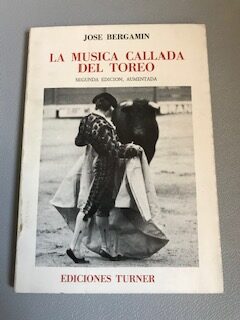 JOSE BERGAMIN
LA MUSICA CALLADA
DEL TOREO
SEGUNDA EDICION, AUMENTADA
EDICIONES TURNER